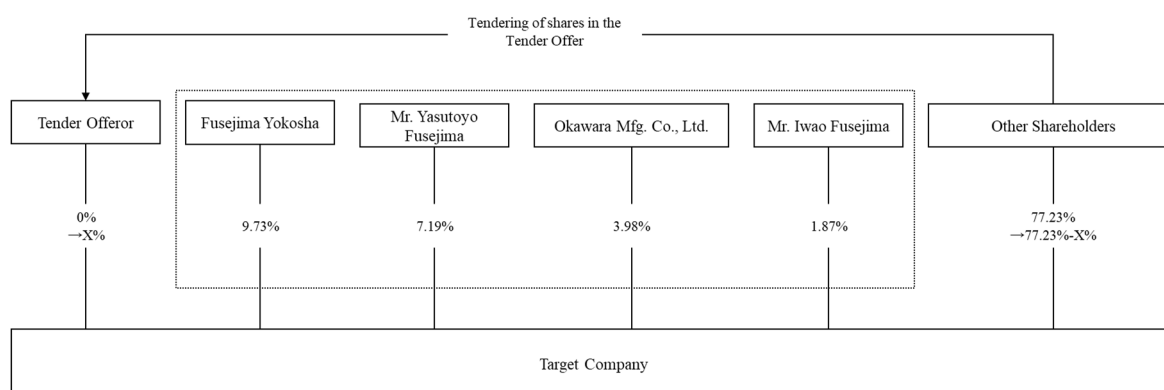 Tendering of shares in the
Tender Offer
Tender Offeror
Fusejima Yokosha
Mr. Yasutoyo
Fusejima
Okawara Mfg. Co., Ltd.
Mr. Iwao Fusejima
Other Shareholders
0%
→X%
9.73%
7.19%
3.98%
1.87%
77.23%
→77.23%-X%
Target Company